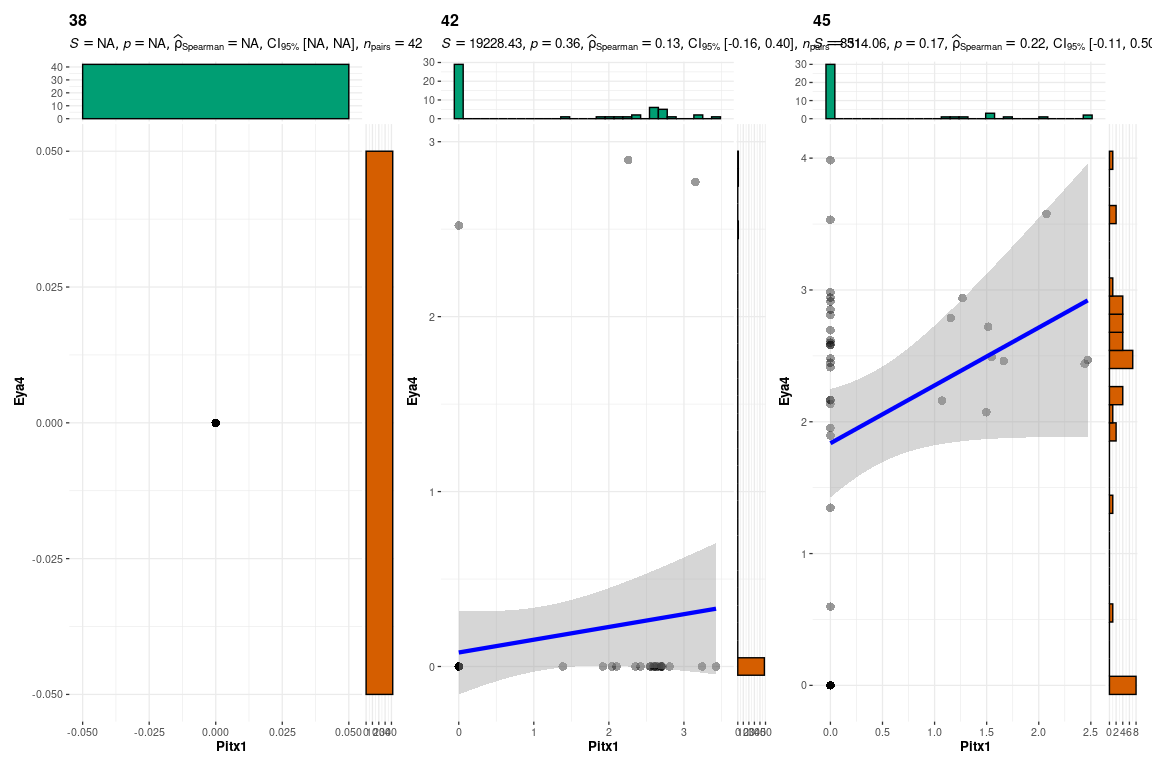 38
S = NA, p = NA, ρ̂Spearman = NA, CI95% [NA, NA], npairs = 42
40
30
20
10
0
0.050
0.025
0.000
-0.025
-0.050
Eya4
-0.050 -0.025 0.000 0.025 0.050
Pitx1
42
S = 19228.43, p = 0.36, ρ̂Spearman = 0.13, CI95% [-0.16, 0.40], npairs
30
20
10
0
3
2
1
0
Eya4
0 1 2 3
Pitx1
45
S = 8514.06, p = 0.17, ρ̂Spearman = 0.22, CI95% [-0.11, 0.50
30
20
10
0
4
3
2
1
0
Eya4
0.0 0.5 1.0 1.5 2.0 2.5
02468
Pitx1